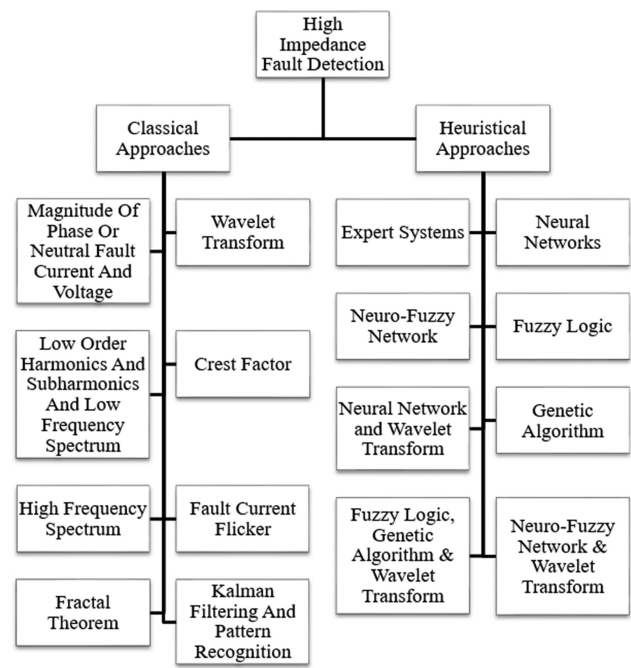 High
Impedance
Fault Detection
Classical
Approaches
Heuristical
Approaches
Magnitude Of
Phase Or
Neutral Fault
Current And
Voltage
Wavelet
Transform
Expert Systems
Neural
Networks
Low Order
Harmonics And
Subharmonics
And Low
Frequency
Spectrum
Crest Factor
Neuro-Fuzzy
Network
Fuzzy Logic
Neural Network
and Wavelet
Transform
Genetic
Algorithm
High Frequency
Spectrum
Fault Current
Flicker
Fuzzy Logic,
Genetic
Algorithm &
Wavelet
Transform
Neuro-Fuzzy
Network &
Wavelet
Transform
Fractal
Theorem
Kalman
Filtering And
Pattern
Recognition